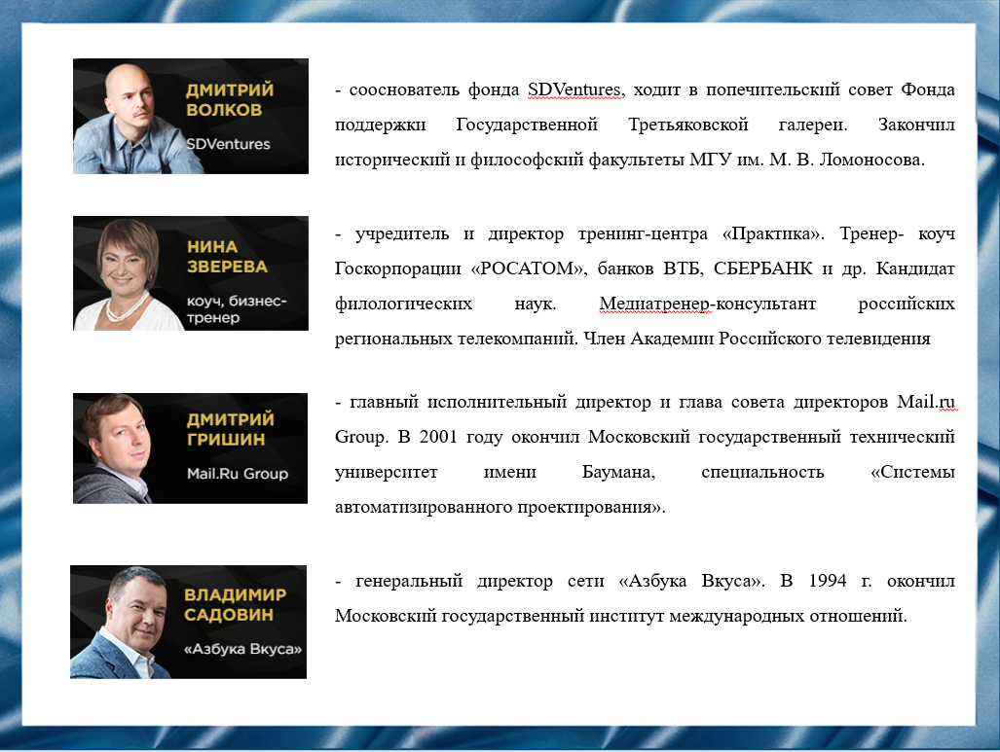 ДМИТРИЙ
ВОЛКОВ
SDVentures
- сооснователь фонда SDVentures, ходит в попечительский совет Фонда
поддержки Государственной Третьяковской галереи. Закончил
исторический и философский факультеты МГУ им. М. В. Ломоносова.
НИНА
ЗВЕРЕВА
коуч, бизнес-
тренер
- учредитель и директор тренинг-центра «Практика». Тренер- коуч
Госкорпорации «РОСАТОМ», банков ВТБ, СБЕРБАНК и др. Кандидат
филологических наук. Медиатренер-консультант российских
региональных телекомпаний. Член Академии Российского телевидения
ДМИТРИЙ
ГРИШИН
Mail.Ru Group
- главный исполнительный директор и глава совета директоров Mail.ru
Group. В 2001 году окончил Московский государственный технический
университет имени Баумана, специальность «Системы
автоматизированного проектирования».
ВЛАДИМИР
САДОВИН
«Азбука Вкуса»
- генеральный директор сети «Азбука Вкуса». В 1994 г. окончил
Московский государственный институт международных отношений.